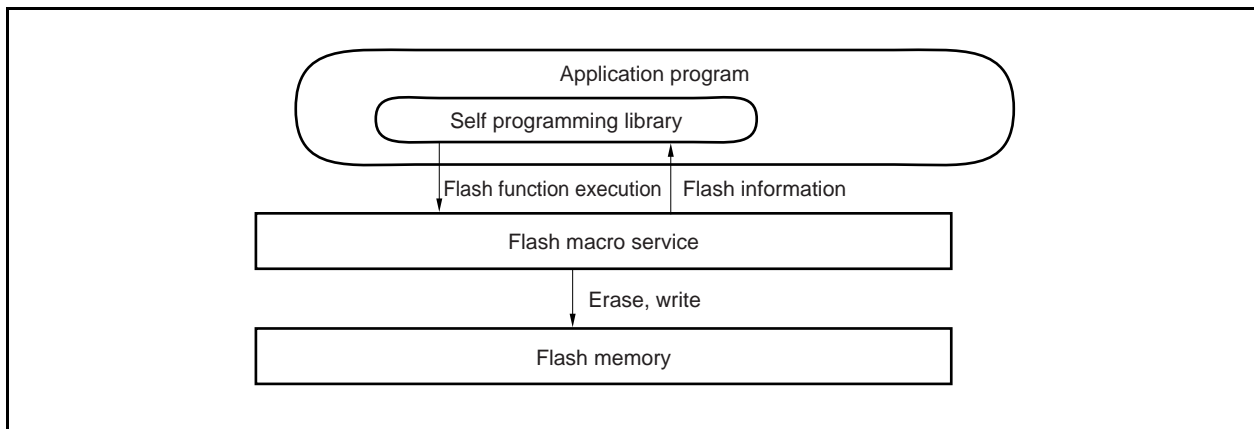 Application program
Self programming library
Flash function execution
Flash information
Flash macro service
Erase, write
Flash memory